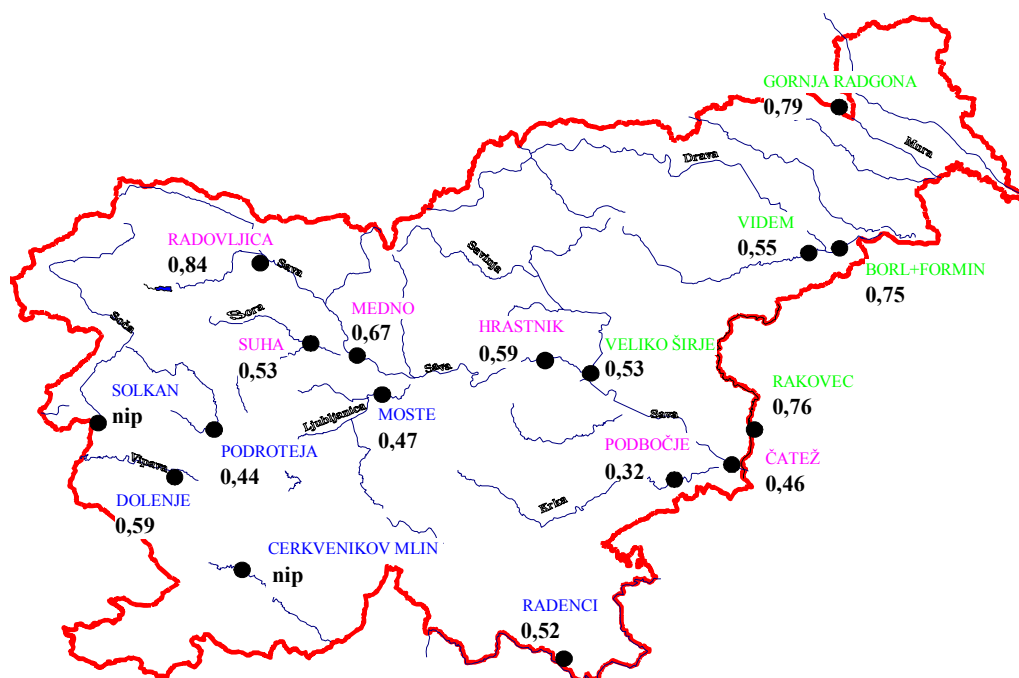 GORNJA RADGONA
0,79
Mura
Drava
VIDEM
0,55
BORL+FORMIN
0,75
Savinja
RADOVLJICA
0,84
Sava
Sora
MEDNO
0,67
SUHA
0,53
HRASTNIK
0,59
VELIKO ŠIRJE
0,53
Soča
Sava
RAKOVEC
0,76
SOLKAN
nip
Ljubljanica
MOSTE
0,47
Sava
PODROTEJA
0,44
PODBOČJE
0,32
ČATEŽ
0,46
Vipava
DOLENJE
0,59
Krka
CERKVENIKOV MLIN
nip
RADENCI
0,52